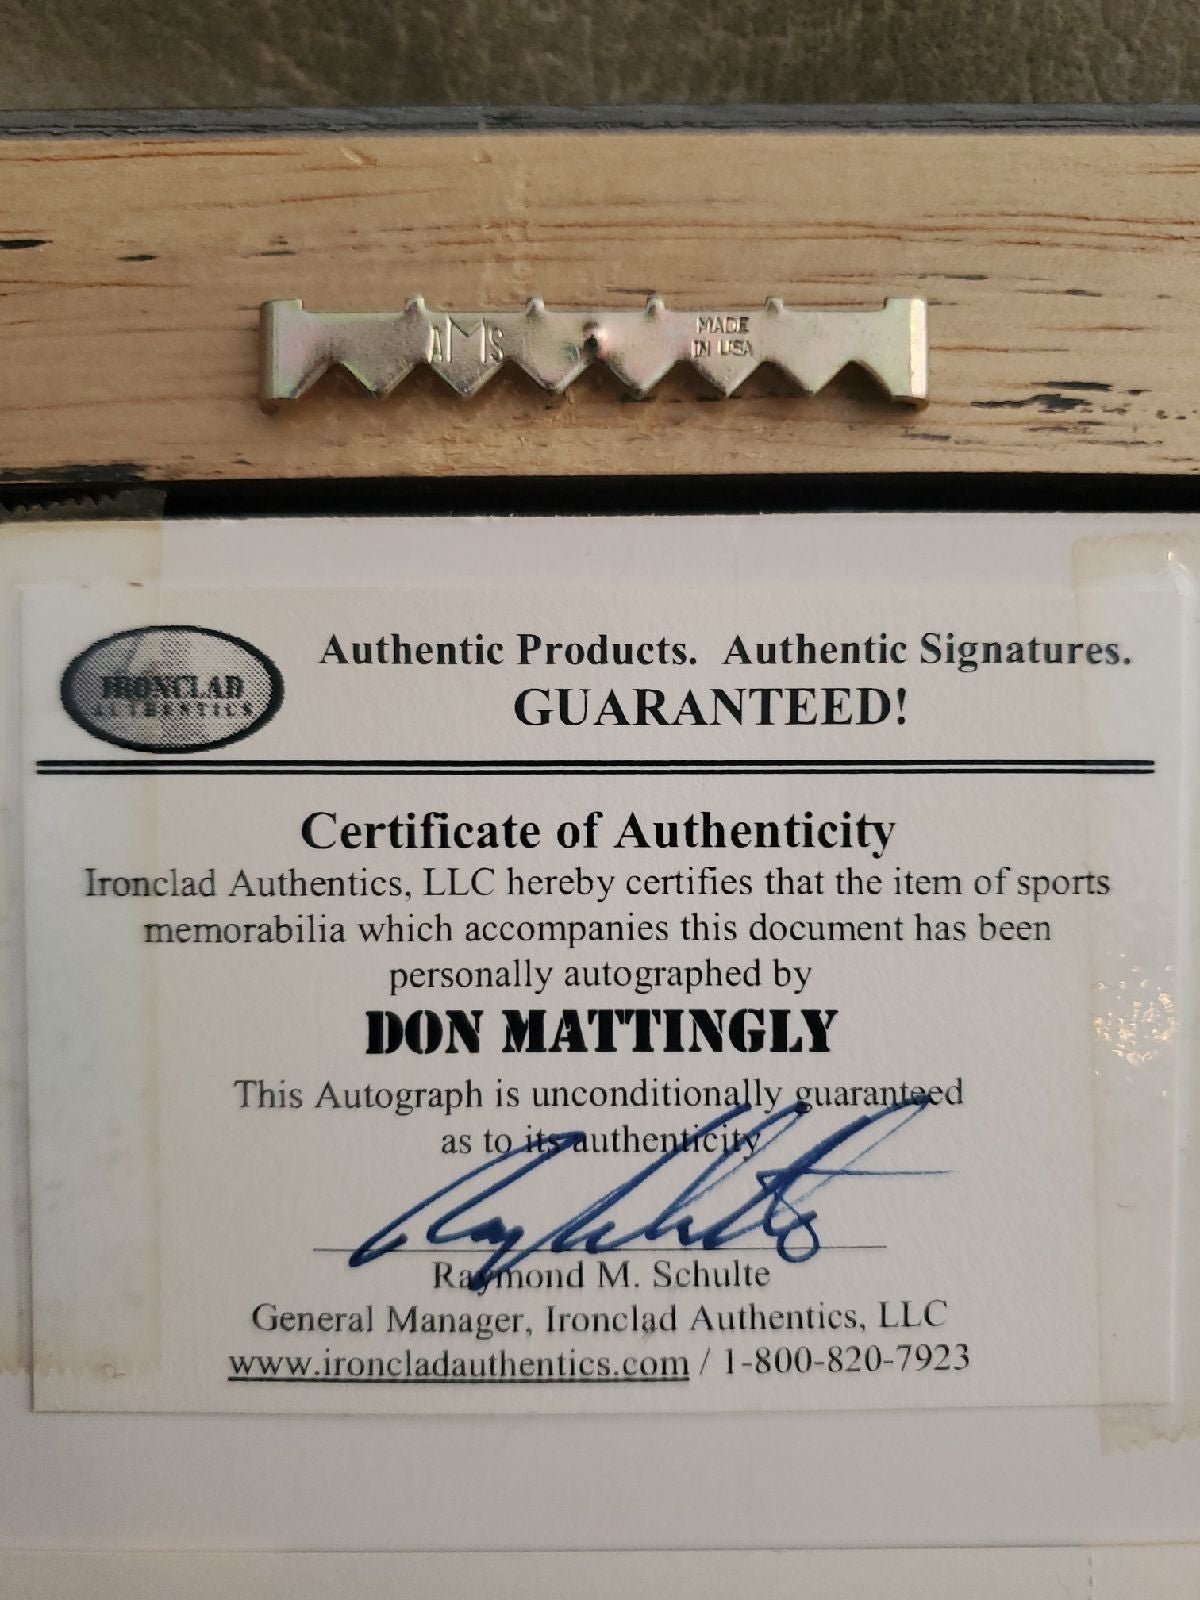 AMS
MADE
IN USA
IRONCLAD
AUTHENTICS
Authentic Products. Authentic Signatures.
GUARANTEED!
Certificate of Authenticity
Ironclad Authentics, LLC hereby certifies that the item of sports
memorabilia which accompanies this document has been
personally autographed by
DON MATTINGLY
This Autograph is unconditionally guaranteed
as to its authenticity
Raymond M. Schulte
General Manager, Ironclad Authentics, LLC
www.ironcladauthentics.com / 1-800-820-7923